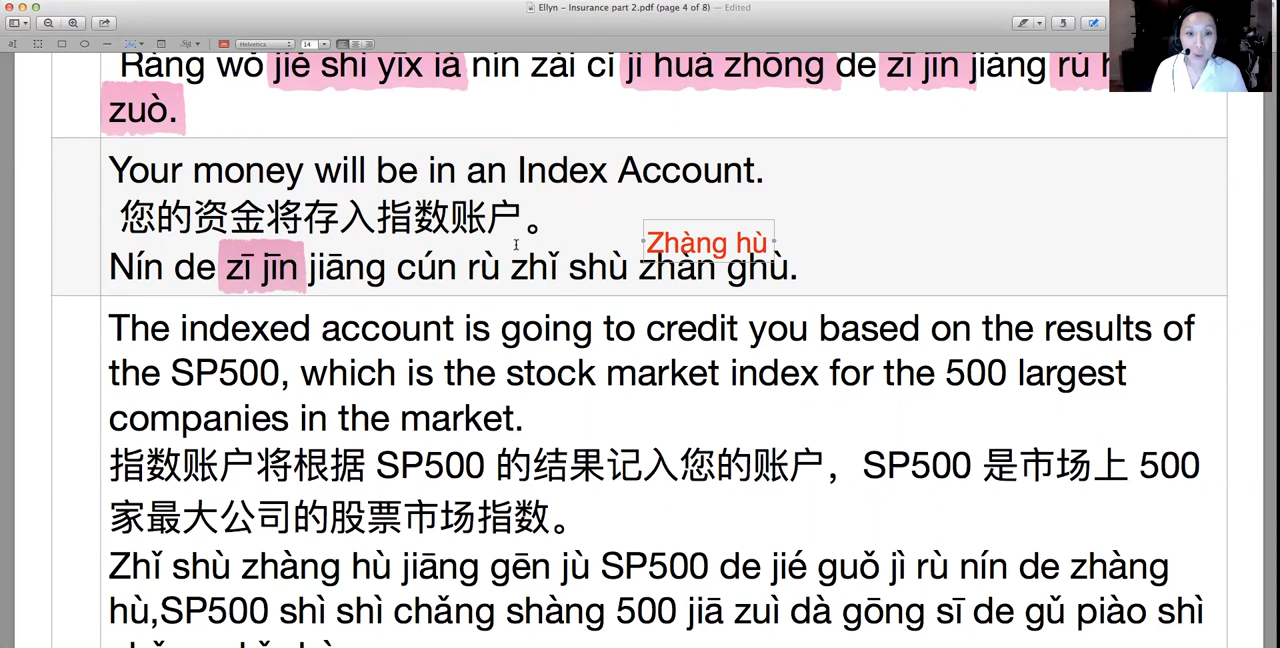 Ellyn – Insurance part 2.pdf (page 4 of 8) — Edited
Helvetica 14
Ràng wǒ jiě shì yīx ià nín zài cǐ jì huà zhōng de zī jīn jiāng rú
zuò.
Your money will be in an Index Account.
您的资金将存入指数账户。
Zhàng hù
Nín de zī jīn jiāng cún rù zhǐ shù zhàn ghù.
The indexed account is going to credit you based on the results of
the SP500, which is the stock market index for the 500 largest
companies in the market.
指数账户将根据 SP500 的结果记入您的账户，SP500 是市场上 500
家最大公司的股票市场指数。
Zhǐ shù zhàng hù jiāng gēn jù SP500 de jié guǒ jì rù nín de zhàng
hù,SP500 shì shì chǎng shàng 500 jiā zuì dà gōng sī de gǔ piào shì